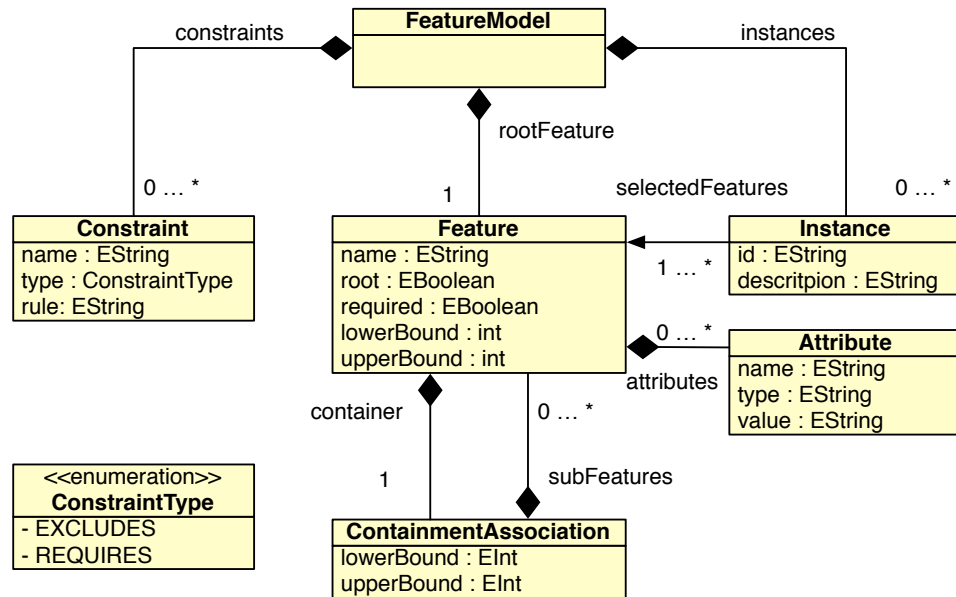 FeatureModel
constraints
instances
rootFeature
0 ... *
1
selectedFeatures
0 ... *
Constraint
name : EString
type : ConstraintType
rule: EString
Feature
name : EString
root : EBoolean
required : EBoolean
lowerBound : int
upperBound : int
1 ... *
Instance
id : EString
descritpion : EString
0 ... *
attributes
Attribute
name : EString
type : EString
value : EString
container
0 ... *
1
subFeatures
<<enumeration>>
ConstraintType
- EXCLUDES
- REQUIRES
ContainmentAssociation
lowerBound : EInt
upperBound : EInt